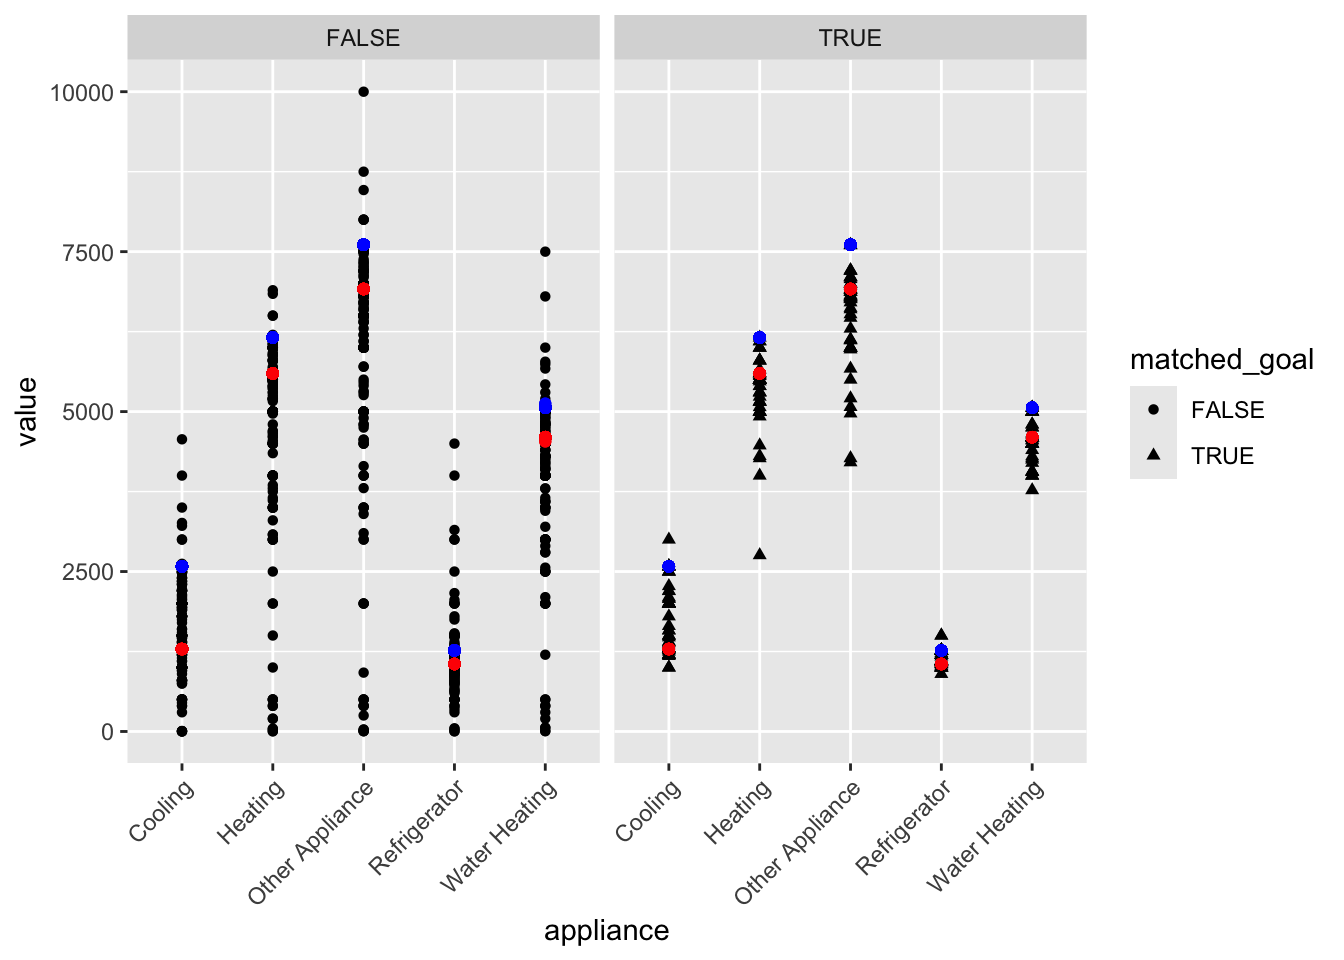 FALSE
TRUE
10000
7500
5000
2500
0
value
Cooling
Heating
Other Appliance
Refrigerator
Water Heating
Cooling
Heating
Other Appliance
Refrigerator
Water Heating
appliance
matched_goal
FALSE
TRUE